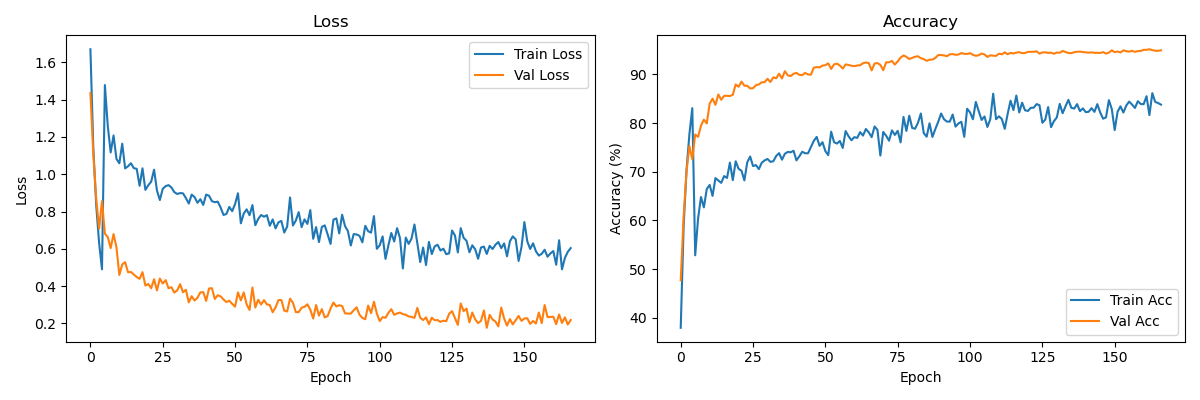 Loss
Loss
1.6
1.4
1.2
1.0
0.8
0.6
0.4
0.2
0 25 50 75 100 125 150
Epoch
Train Loss
Val Loss
Accuracy
Accuracy (%)
90
80
70
60
50
40
0 25 50 75 100 125 150
Epoch
Train Acc
Val Acc